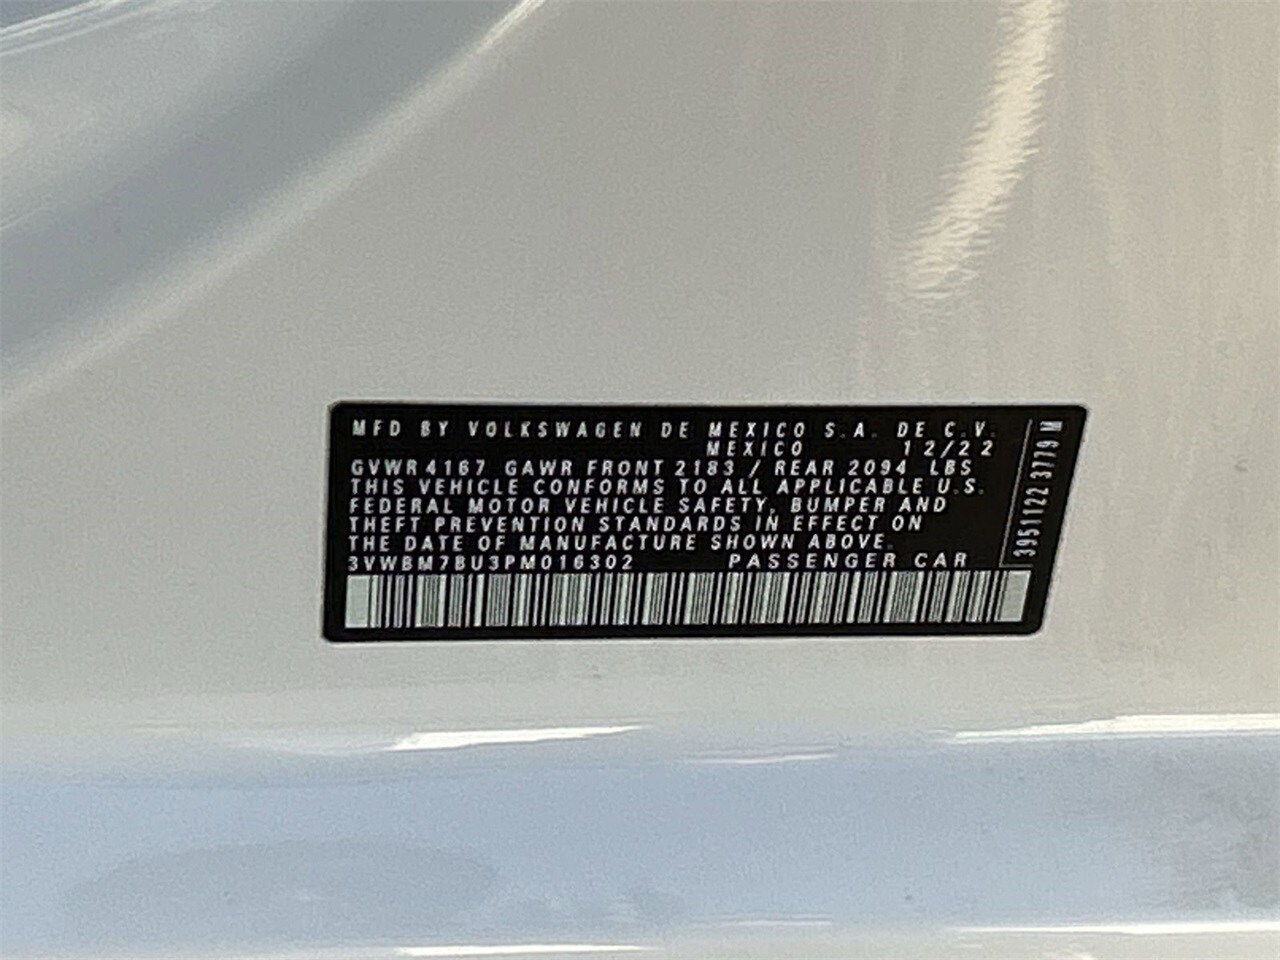 MFD BY VOLKSWAGEN DE MEXICO S.A. DE C.V.
MEXICO 12/22
GVWR 4167 GAWR FRONT 2183 / REAR 2094 LBS
THIS VEHICLE CONFORMS TO ALL APPLICABLE U.S.
FEDERAL MOTOR VEHICLE SAFETY, BUMPER AND
THEFT PREVENTION STANDARDS IN EFFECT ON
THE DATE OF MANUFACTURE SHOWN ABOVE.
3VWBM7BU3PM016302 PASSENGER CAR
3951122 3779 M